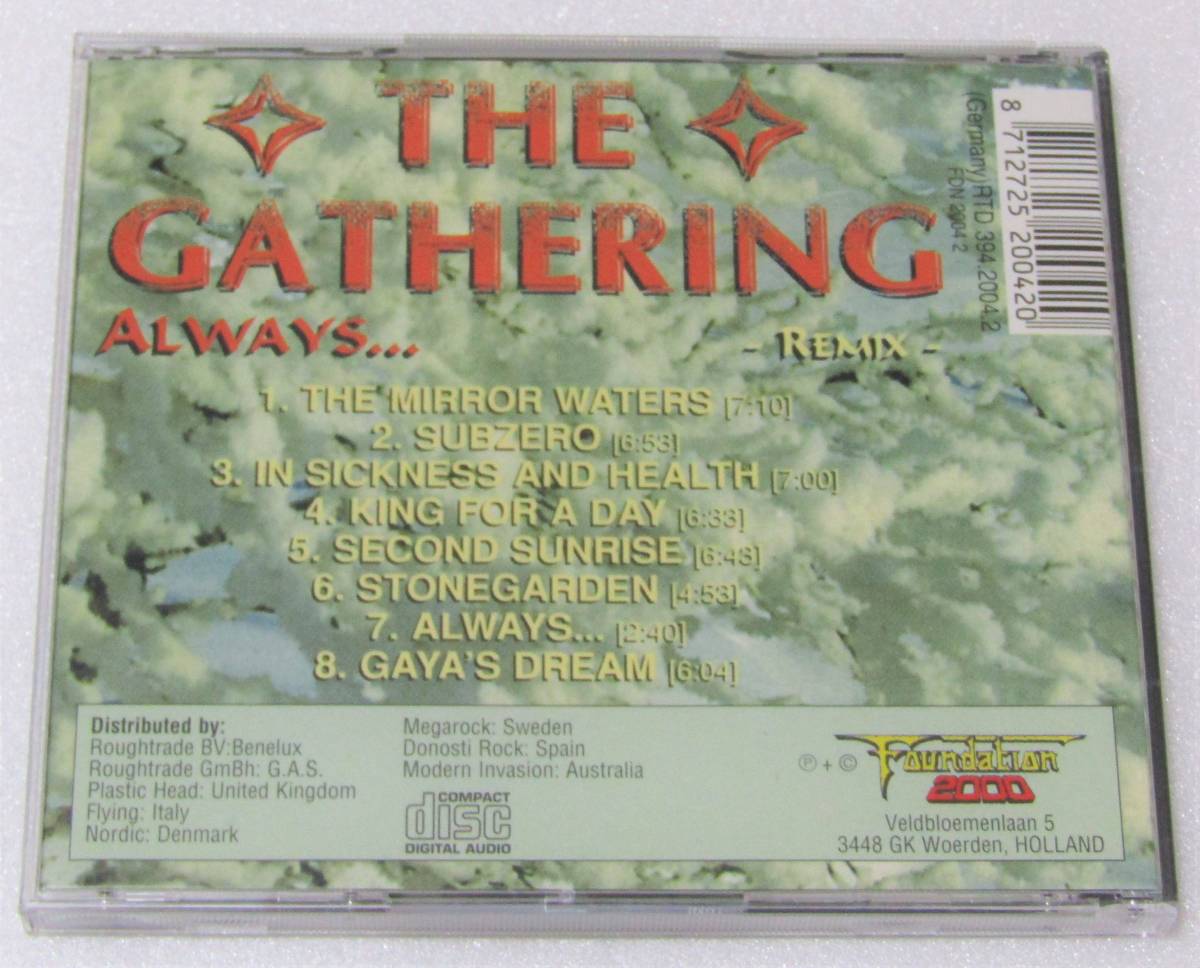 THE
GATHERING
ALWAYS...
- REMIX -
1. THE MIRROR WATERS [7:10]
2. SUBZERO [6:53]
3. IN SICKNESS AND HEALTH [7:00]
4. KING FOR A DAY [6:33]
5. SECOND SUNRISE [6:43]
6. STONEGARDEN [4:53]
7. ALWAYS... [2:40]
8. GAYA'S DREAM [6:04]
8 712725 200420
(Germany RTD 394.2004.2
FDN 2004-2
Distributed by:
Roughtrade BV:Benelux
Roughtrade GmBh: G.A.S.
Plastic Head: United Kingdom
Flying: Italy
Nordic: Denmark
Megarock: Sweden
Donosti Rock: Spain
Modern Invasion: Australia
COMPACT
disc
DIGITAL AUDIO
℗ + © Foundation
2000
Veldbloemenlaan 5
3448 GK Woerden, HOLLAND